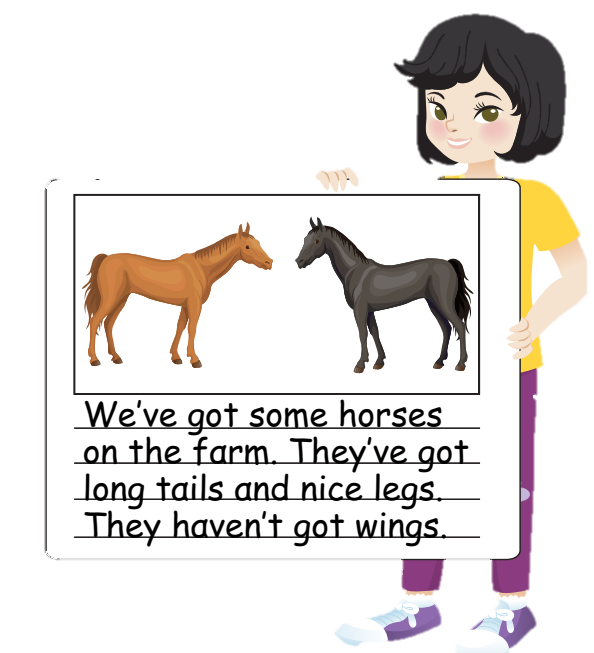 We've got some horses
on the farm. They've got
long tails and nice legs.
They haven't got wings.